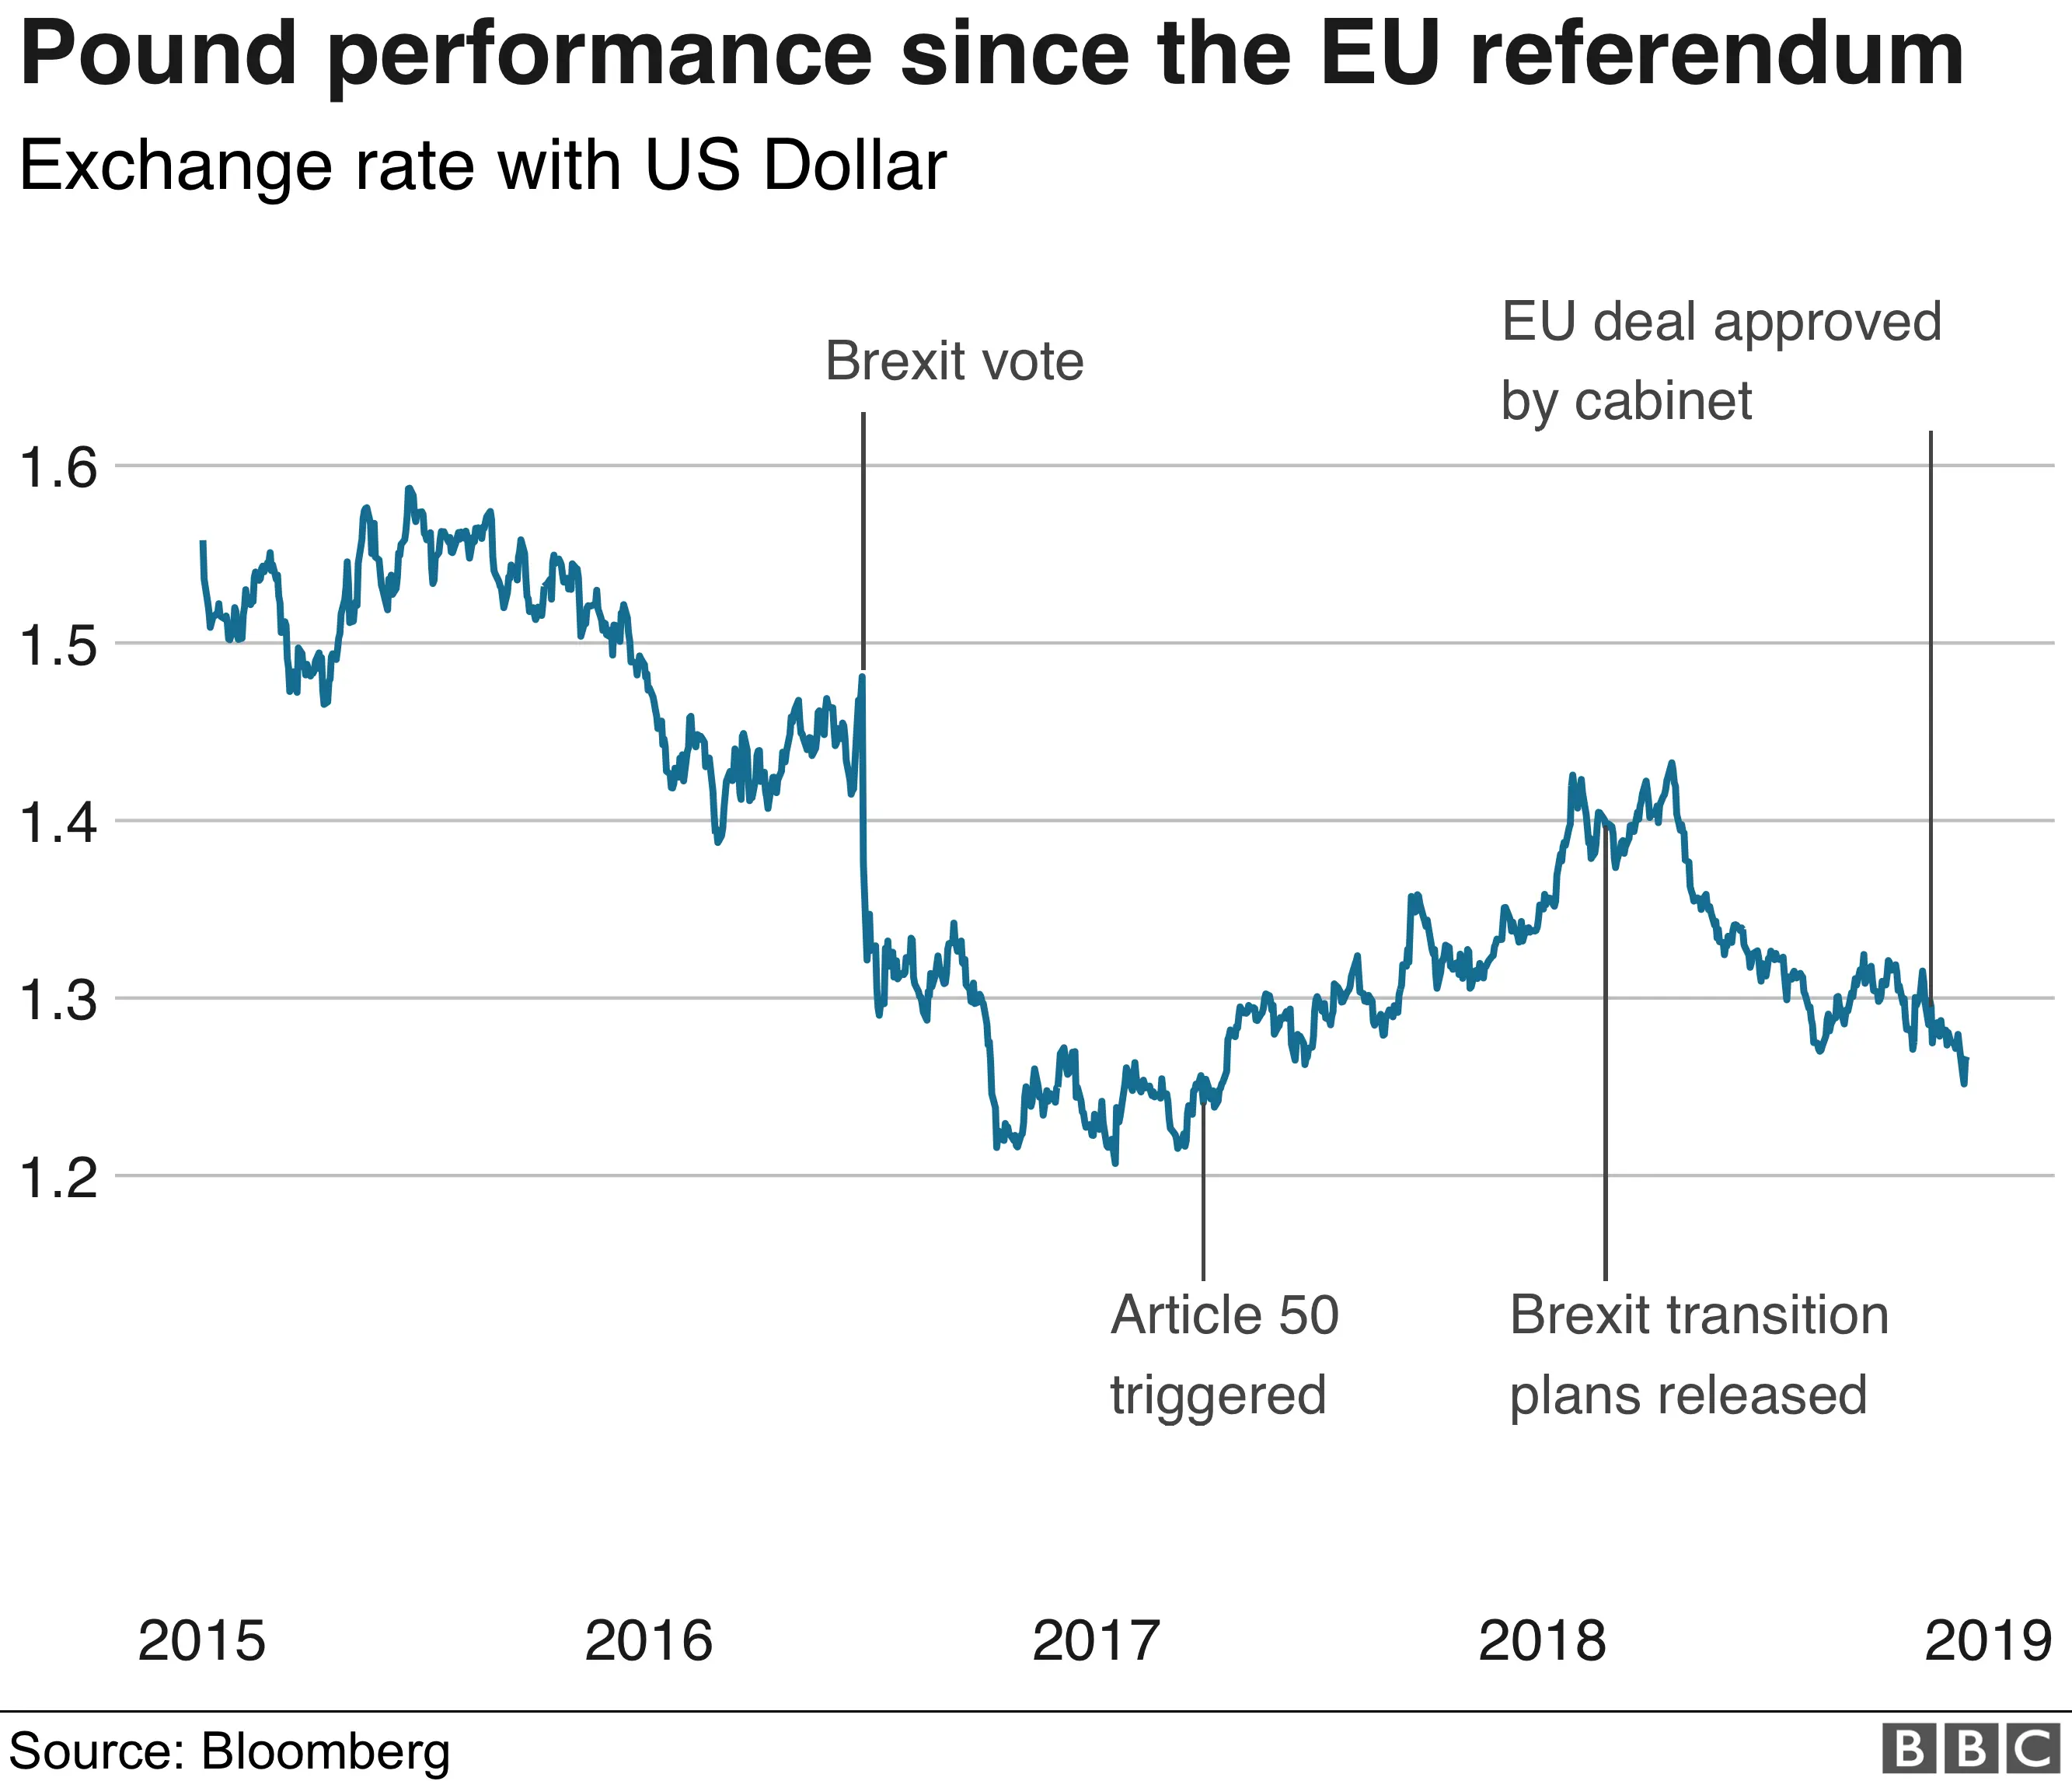 Pound performance since the EU referendum
Exchange rate with US Dollar
EU deal approved
by cabinet
Brexit vote
1.6
1.5
1.4
1.3
1.2
Article 50
triggered
Brexit transition
plans released
2015 2016 2017 2018 2019
Source: Bloomberg
BBC